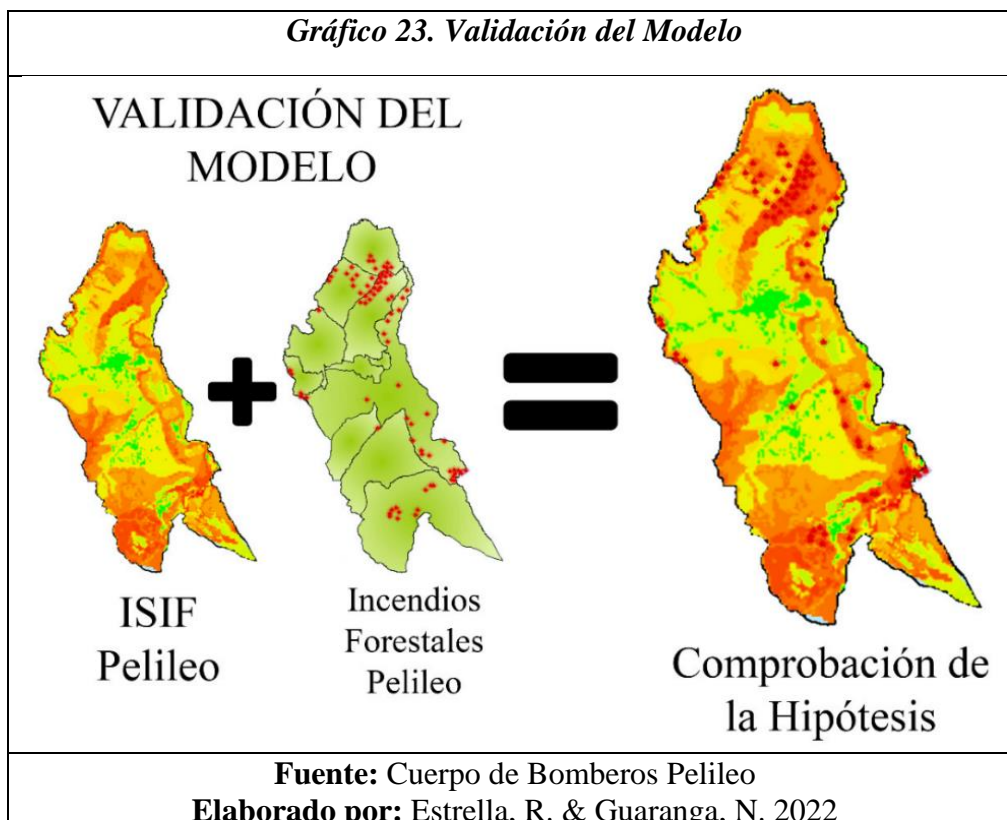 Gráfico 23. Validación del Modelo
VALIDACIÓN DEL
MODELO
ISIF
Pelileo
Incendios
Forestales
Pelileo
Comprobación de
la Hipótesis
Fuente: Cuerpo de Bomberos Pelileo
Elaborado por: Estrella, R. & Guaranga, N. 2022